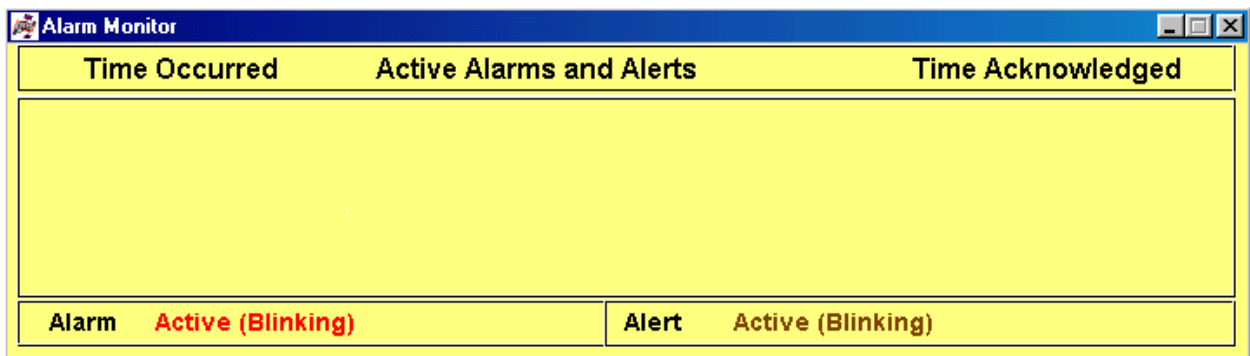 Alarm Monitor
Time Occurred Active Alarms and Alerts Time Acknowledged
Alarm Active (Blinking) Alert Active (Blinking)